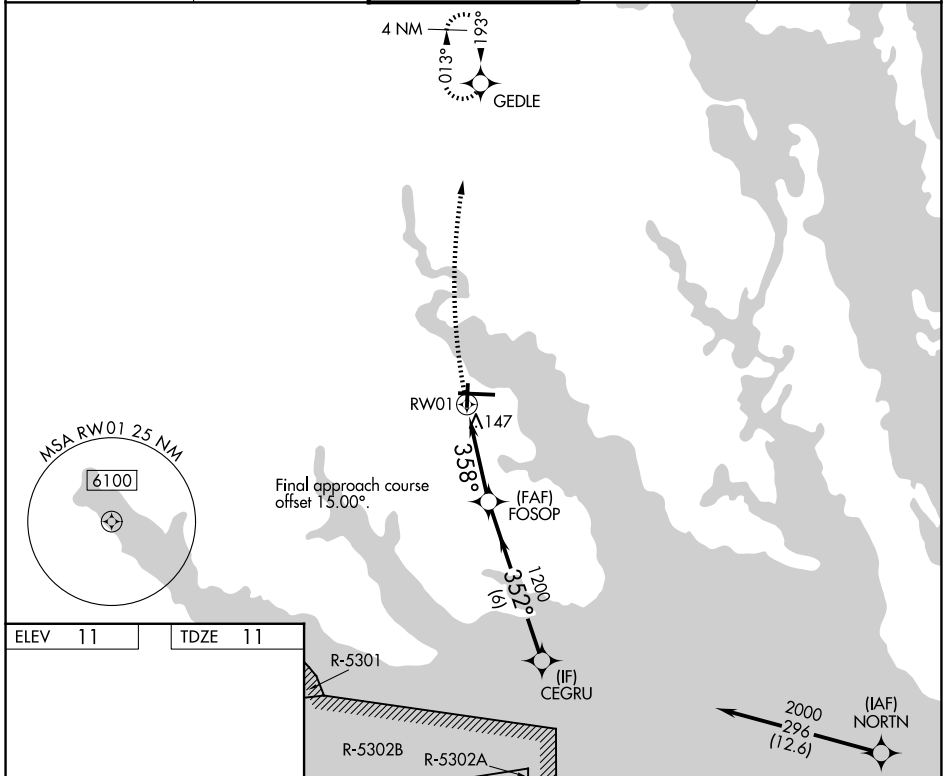 4 NM
193°
013°
GEDLE
RW01
147
358°
MSA RW01 25 NM
6100
Final approach course
offset 15.00°.
(FAF)
FOSOP
1200
352°
(6)
ELEV 11
TDZE 11
R-5301
(IF)
CEGRU
2000
296
(12.6)
(IAF)
NORTN
R-5302B
R-5302A